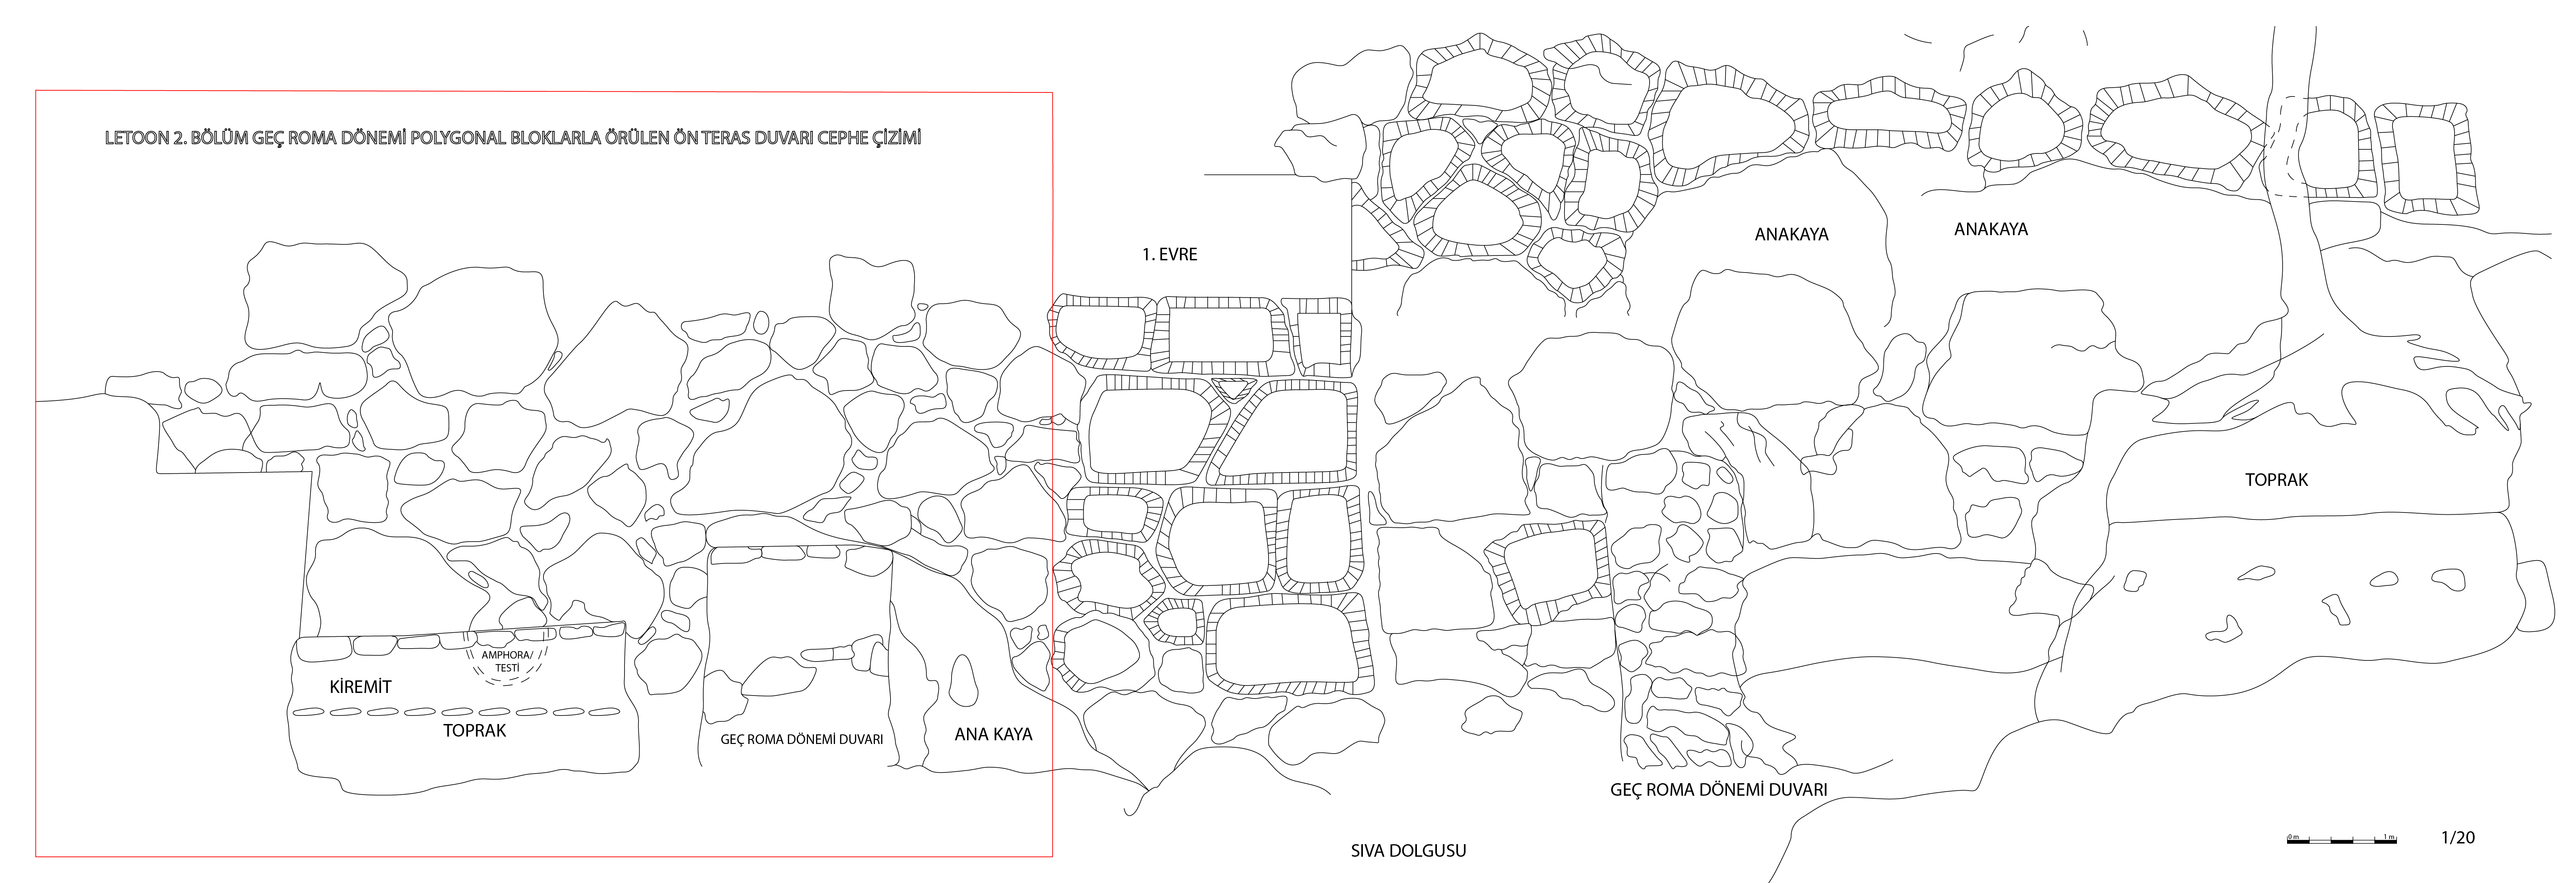 LETOON 2. BÖLÜM GEÇ ROMA DÖNEMİ POLYGONAL BLOKLARLA ÖRÜLEN ÖN TERAS DUVARI CEPHE ÇİZİMİ
1. EVRE
ANAKAYA
ANAKAYA
TOPRAK
AMPHORA/
TESTİ
KİREMİT
TOPRAK
GEÇ ROMA DÖNEMİ DUVARI
ANA KAYA
GEÇ ROMA DÖNEMİ DUVARI
SIVA DOLGUSU
0 m 1 m
1/20